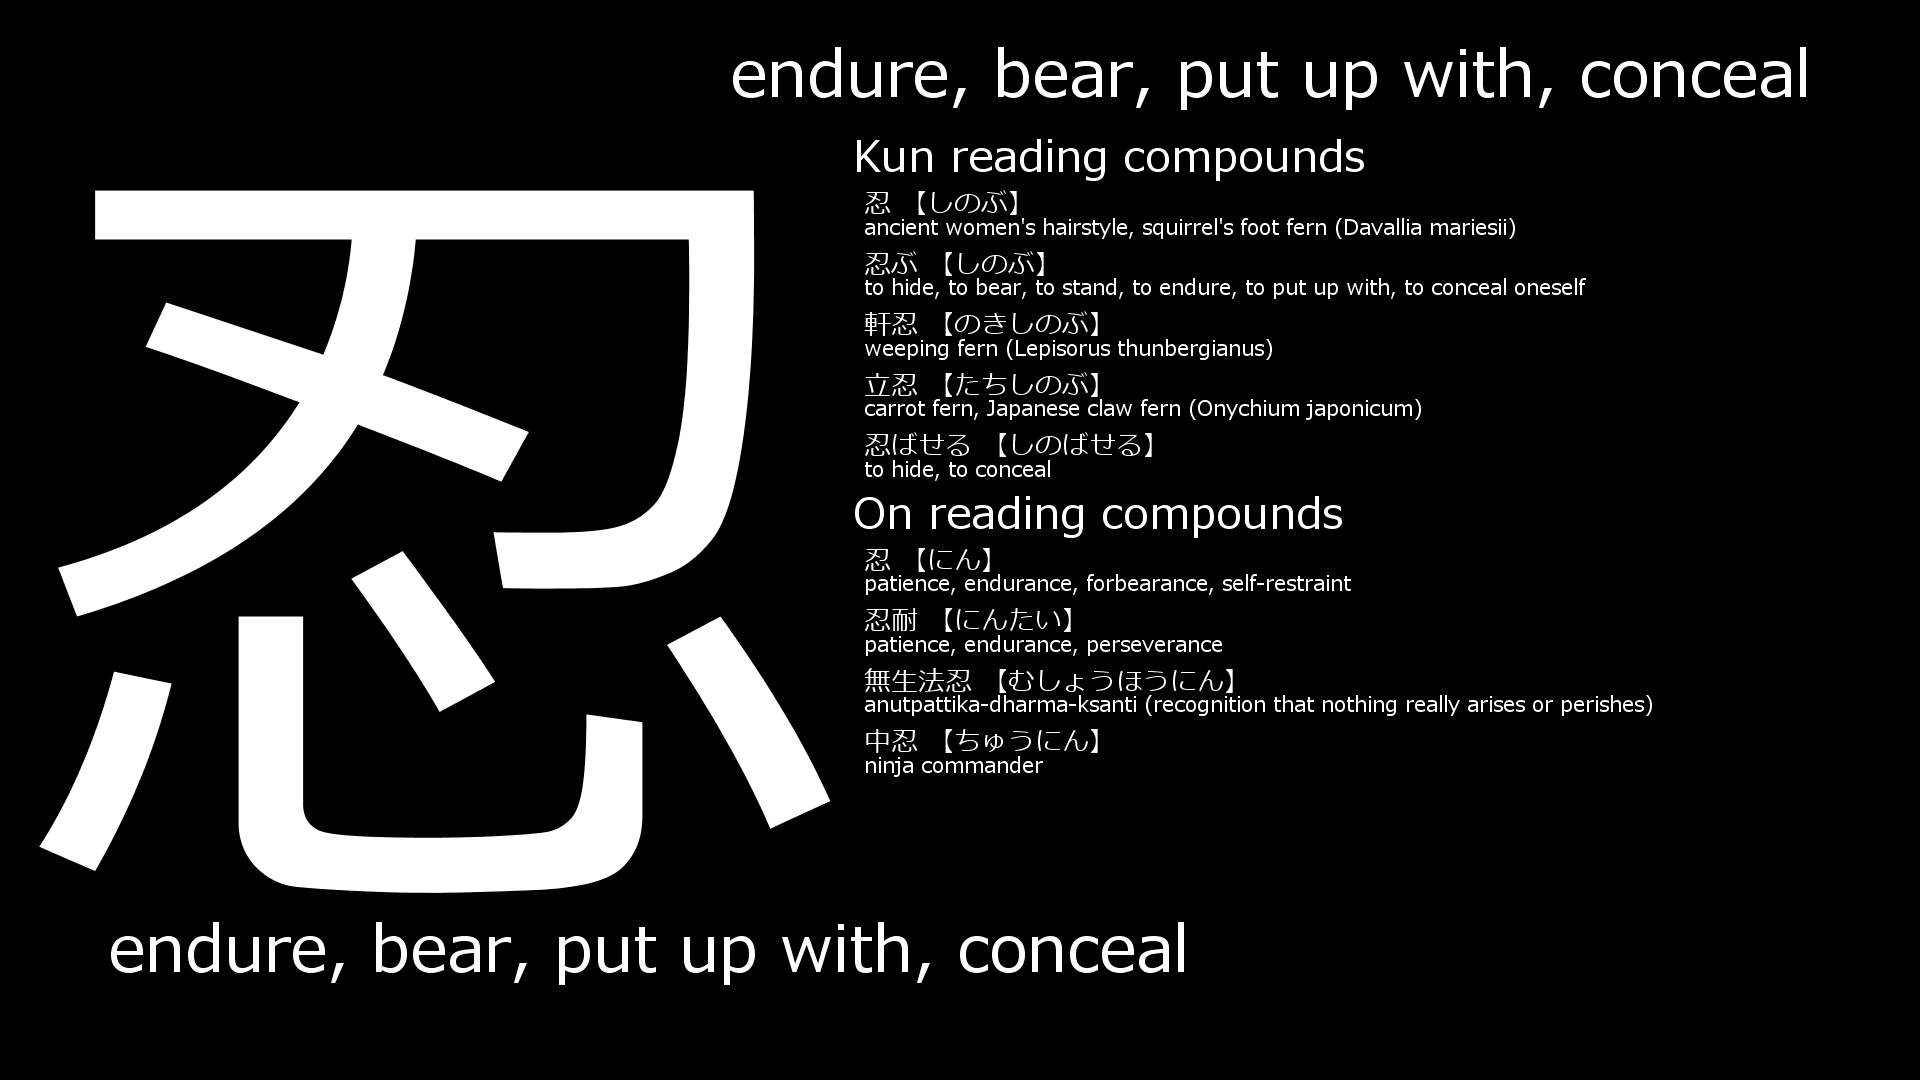 endure, bear, put up with, conceal
忍
Kun reading compounds
忍 【しのぶ】
ancient women's hairstyle, squirrel's foot fern (Davallia mariesii)
忍ぶ 【しのぶ】
to hide, to bear, to stand, to endure, to put up with, to conceal oneself
軒忍 【のきしのぶ】
weeping fern (Lepisorus thunbergianus)
立忍 【たちしのぶ】
carrot fern, Japanese claw fern (Onychium japonicum)
忍ばせる 【しのばせる】
to hide, to conceal
On reading compounds
忍 【にん】
patience, endurance, forbearance, self-restraint
忍耐 【にんたい】
patience, endurance, perseverance
無生法忍 【むしょうほうにん】
anutpattika-dharma-ksanti (recognition that nothing really arises or perishes)
中忍 【ちゅうにん】
ninja commander
endure, bear, put up with, conceal